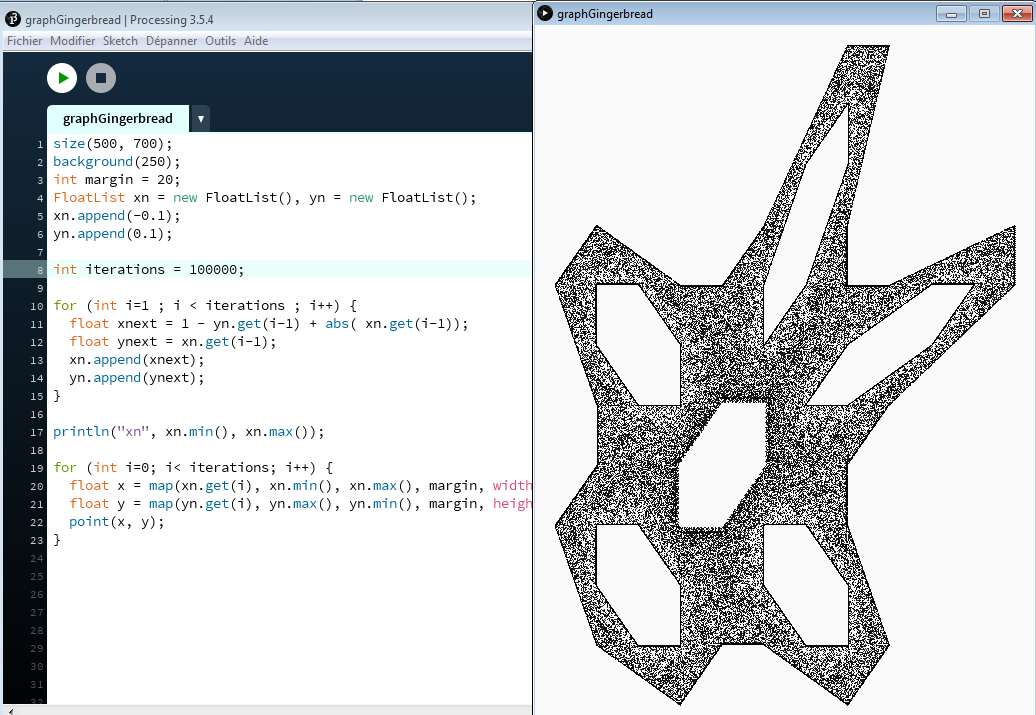 graphGingerbread | Processing 3.5.4
Fichier Modifier Sketch Dépanner Outils Aide
graphGingerbread
1 size(500, 700);
2 background(250);
3 int margin = 20;
4 FloatList xn = new FloatList(), yn = new FloatList();
5 xn.append(-0.1);
6 yn.append(0.1);
7
8 int iterations = 100000;
9
10 for (int i=1 ; i < iterations ; i++) {
11   float xnext = 1 - yn.get(i-1) + abs( xn.get(i-1));
12   float ynext = xn.get(i-1);
13   xn.append(xnext);
14   yn.append(ynext);
15 }
16
17 println("xn", xn.min(), xn.max());
18
19 for (int i=0; i< iterations; i++) {
20   float x = map(xn.get(i), xn.min(), xn.max(), margin, width
21   float y = map(yn.get(i), yn.max(), yn.min(), margin, heigh
22   point(x, y);
23 }
24
25
26
27
28
29
30
31
32
graphGingerbread